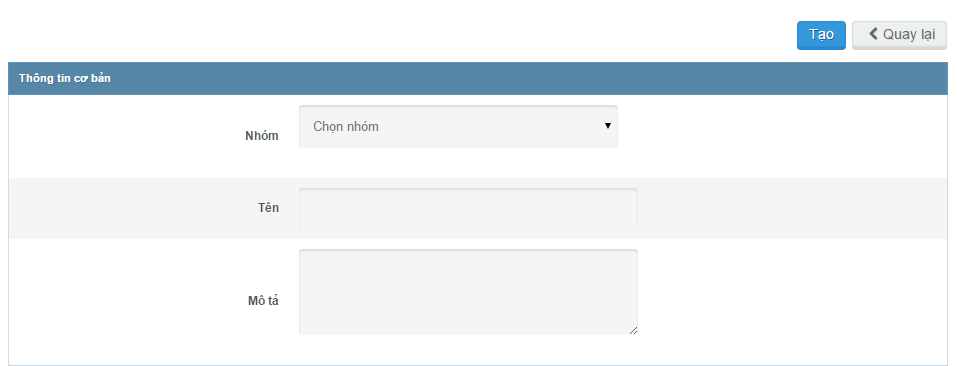 Tạo
Quay lại
Thông tin cơ bản
Nhóm
Chọn nhóm
Tên
Mô tả